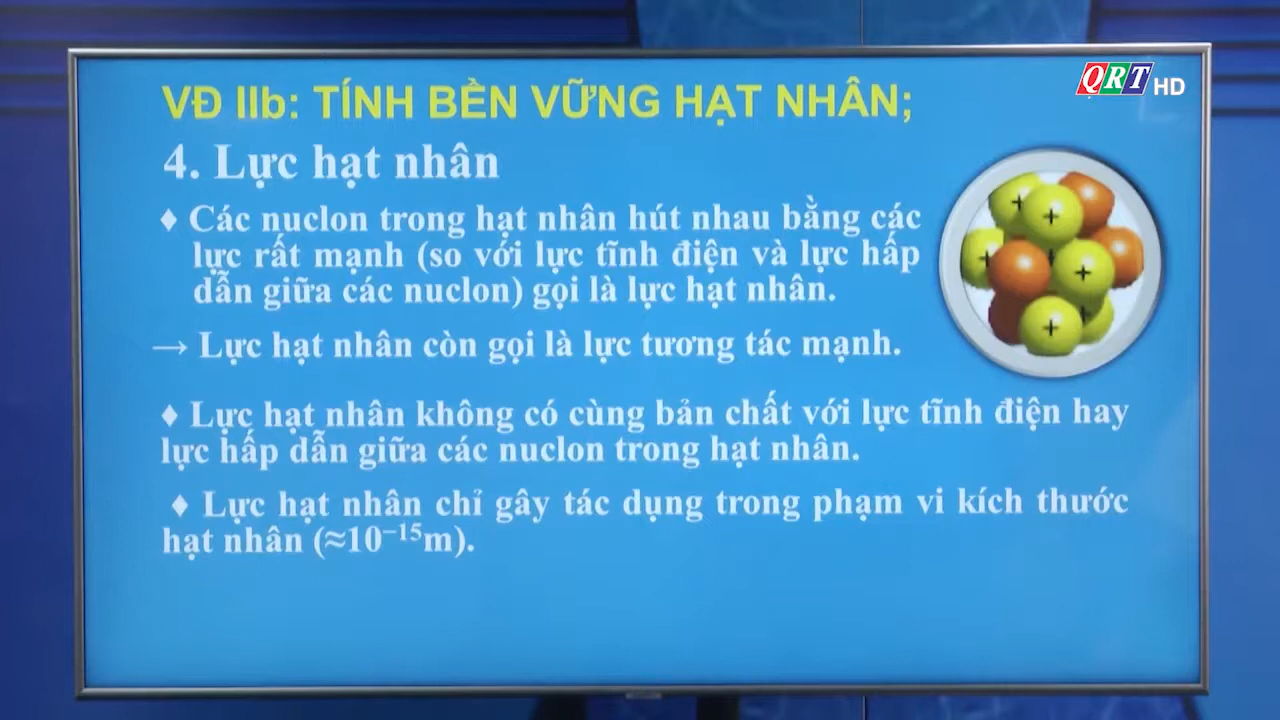 QRT HD
VĐ IIb: TÍNH BỀN VỮNG HẠT NHÂN;
4. Lực hạt nhân
♦ Các nuclon trong hạt nhân hút nhau bằng các
lực rất mạnh (so với lực tĩnh điện và lực hấp
dẫn giữa các nuclon) gọi là lực hạt nhân.
→ Lực hạt nhân còn gọi là lực tương tác mạnh.
♦ Lực hạt nhân không có cùng bản chất với lực tĩnh điện hay
lực hấp dẫn giữa các nuclon trong hạt nhân.
♦ Lực hạt nhân chỉ gây tác dụng trong phạm vi kích thước
hạt nhân (≈10⁻¹⁵m).